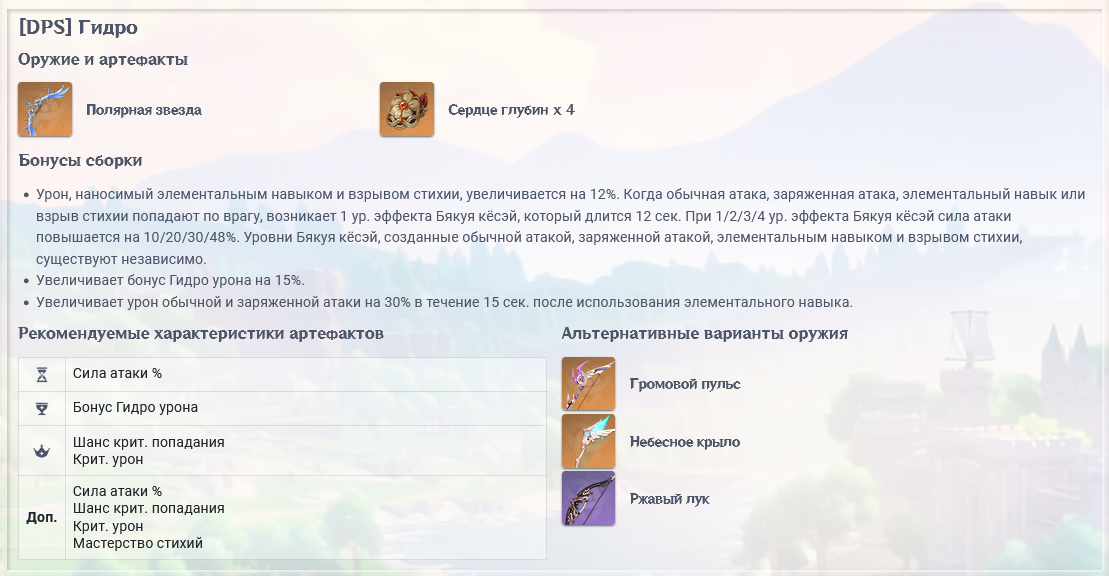 [DPS] Гидро
Оружие и артефакты
Полярная звезда
Сердце глубин x 4
Бонусы сборки
• Урон, наносимый элементальным навыком и взрывом стихии, увеличивается на 12%. Когда обычная атака, заряженная атака, элементальный навык или
взрыв стихии попадают по врагу, возникает 1 ур. эффекта Бякуя кёсэй, который длится 12 сек. При 1/2/3/4 ур. эффекта Бякуя кёсэй сила атаки
повышается на 10/20/30/48%. Уровни Бякуя кёсэй, созданные обычной атакой, заряженной атакой, элементальным навыком и взрывом стихии,
существуют независимо.
• Увеличивает бонус Гидро урона на 15%.
• Увеличивает урон обычной и заряженной атаки на 30% в течение 15 сек. после использования элементального навыка.
Рекомендуемые характеристики артефактов
Сила атаки %
Бонус Гидро урона
Шанс крит. попадания
Крит. урон
Доп.
Сила атаки %
Шанс крит. попадания
Крит. урон
Мастерство стихий
Альтернативные варианты оружия
Громовой пульс
Небесное крыло
Ржавый лук